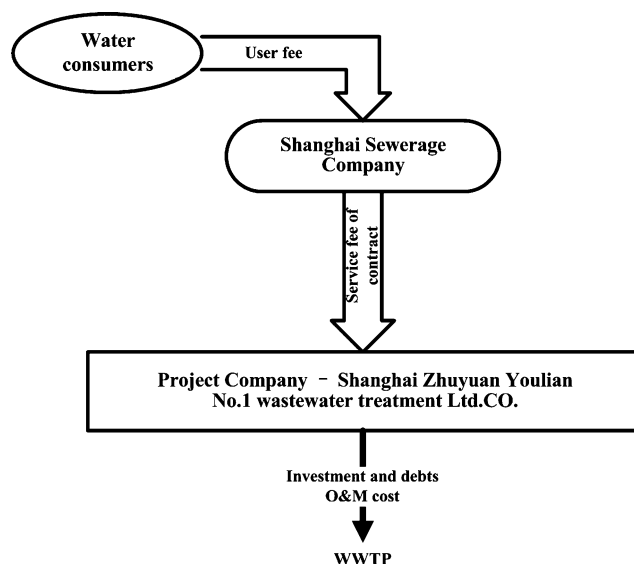 Water
consumers
User fee
Shanghai Sewerage
Company
Service fee of
contract
Project Company - Shanghai Zhuyuan Youlian
No.1 wastewater treatment Ltd.CO.
Investment and debts
O&M cost
WWTP